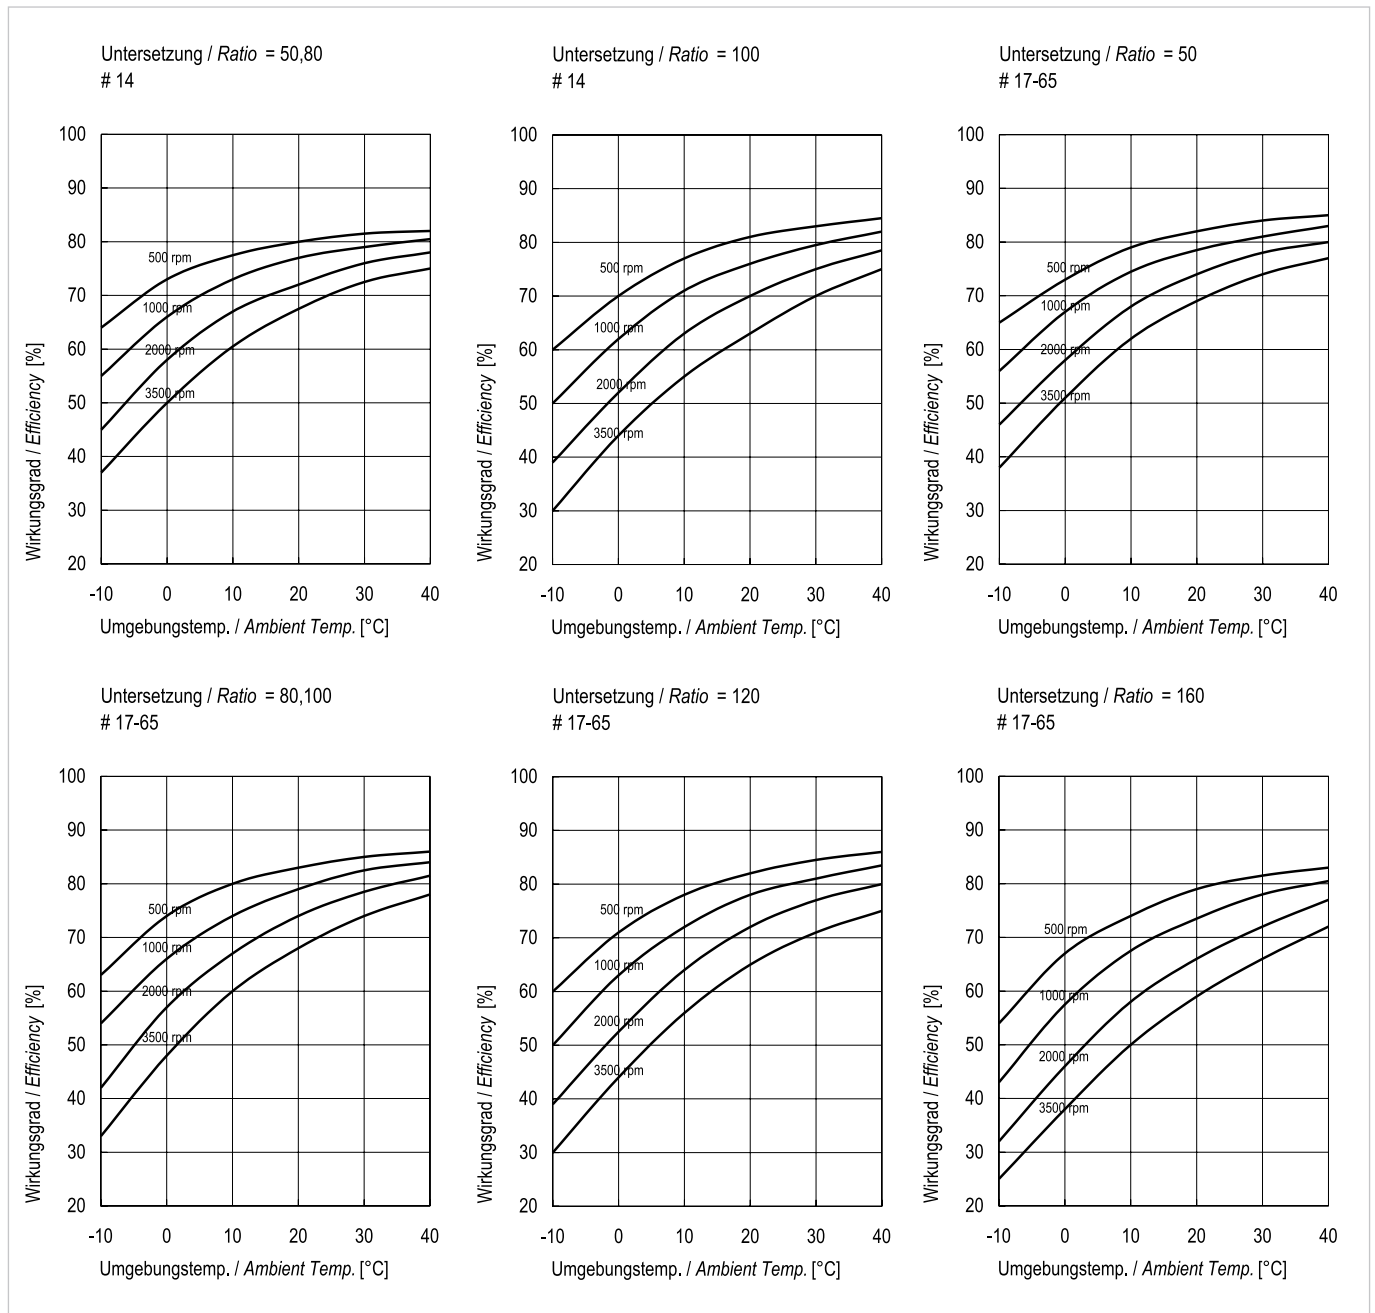 Untersetzung / Ratio = 50,80
# 14
Wirkungsgrad / Efficiency [%]
100
90
80
70
60
50
40
30
20
500 rpm
1000 rpm
2000 rpm
3500 rpm
-10 0 10 20 30 40
Umgebungstemp. / Ambient Temp. [°C]
Untersetzung / Ratio = 100
# 14
Wirkungsgrad / Efficiency [%]
100
90
80
70
60
50
40
30
20
500 rpm
1000 rpm
2000 rpm
3500 rpm
-10 0 10 20 30 40
Umgebungstemp. / Ambient Temp. [°C]
Untersetzung / Ratio = 50
# 17-65
Wirkungsgrad / Efficiency [%]
100
90
80
70
60
50
40
30
20
500 rpm
1000 rpm
2000 rpm
3500 rpm
-10 0 10 20 30 40
Umgebungstemp. / Ambient Temp. [°C]
Untersetzung / Ratio = 80,100
# 17-65
Wirkungsgrad / Efficiency [%]
100
90
80
70
60
50
40
30
20
500 rpm
1000 rpm
2000 rpm
3500 rpm
-10 0 10 20 30 40
Umgebungstemp. / Ambient Temp. [°C]
Untersetzung / Ratio = 120
# 17-65
Wirkungsgrad / Efficiency [%]
100
90
80
70
60
50
40
30
20
500 rpm
1000 rpm
2000 rpm
3500 rpm
-10 0 10 20 30 40
Umgebungstemp. / Ambient Temp. [°C]
Untersetzung / Ratio = 160
# 17-65
Wirkungsgrad / Efficiency [%]
100
90
80
70
60
50
40
30
20
500 rpm
1000 rpm
2000 rpm
3500 rpm
-10 0 10 20 30 40
Umgebungstemp. / Ambient Temp. [°C]